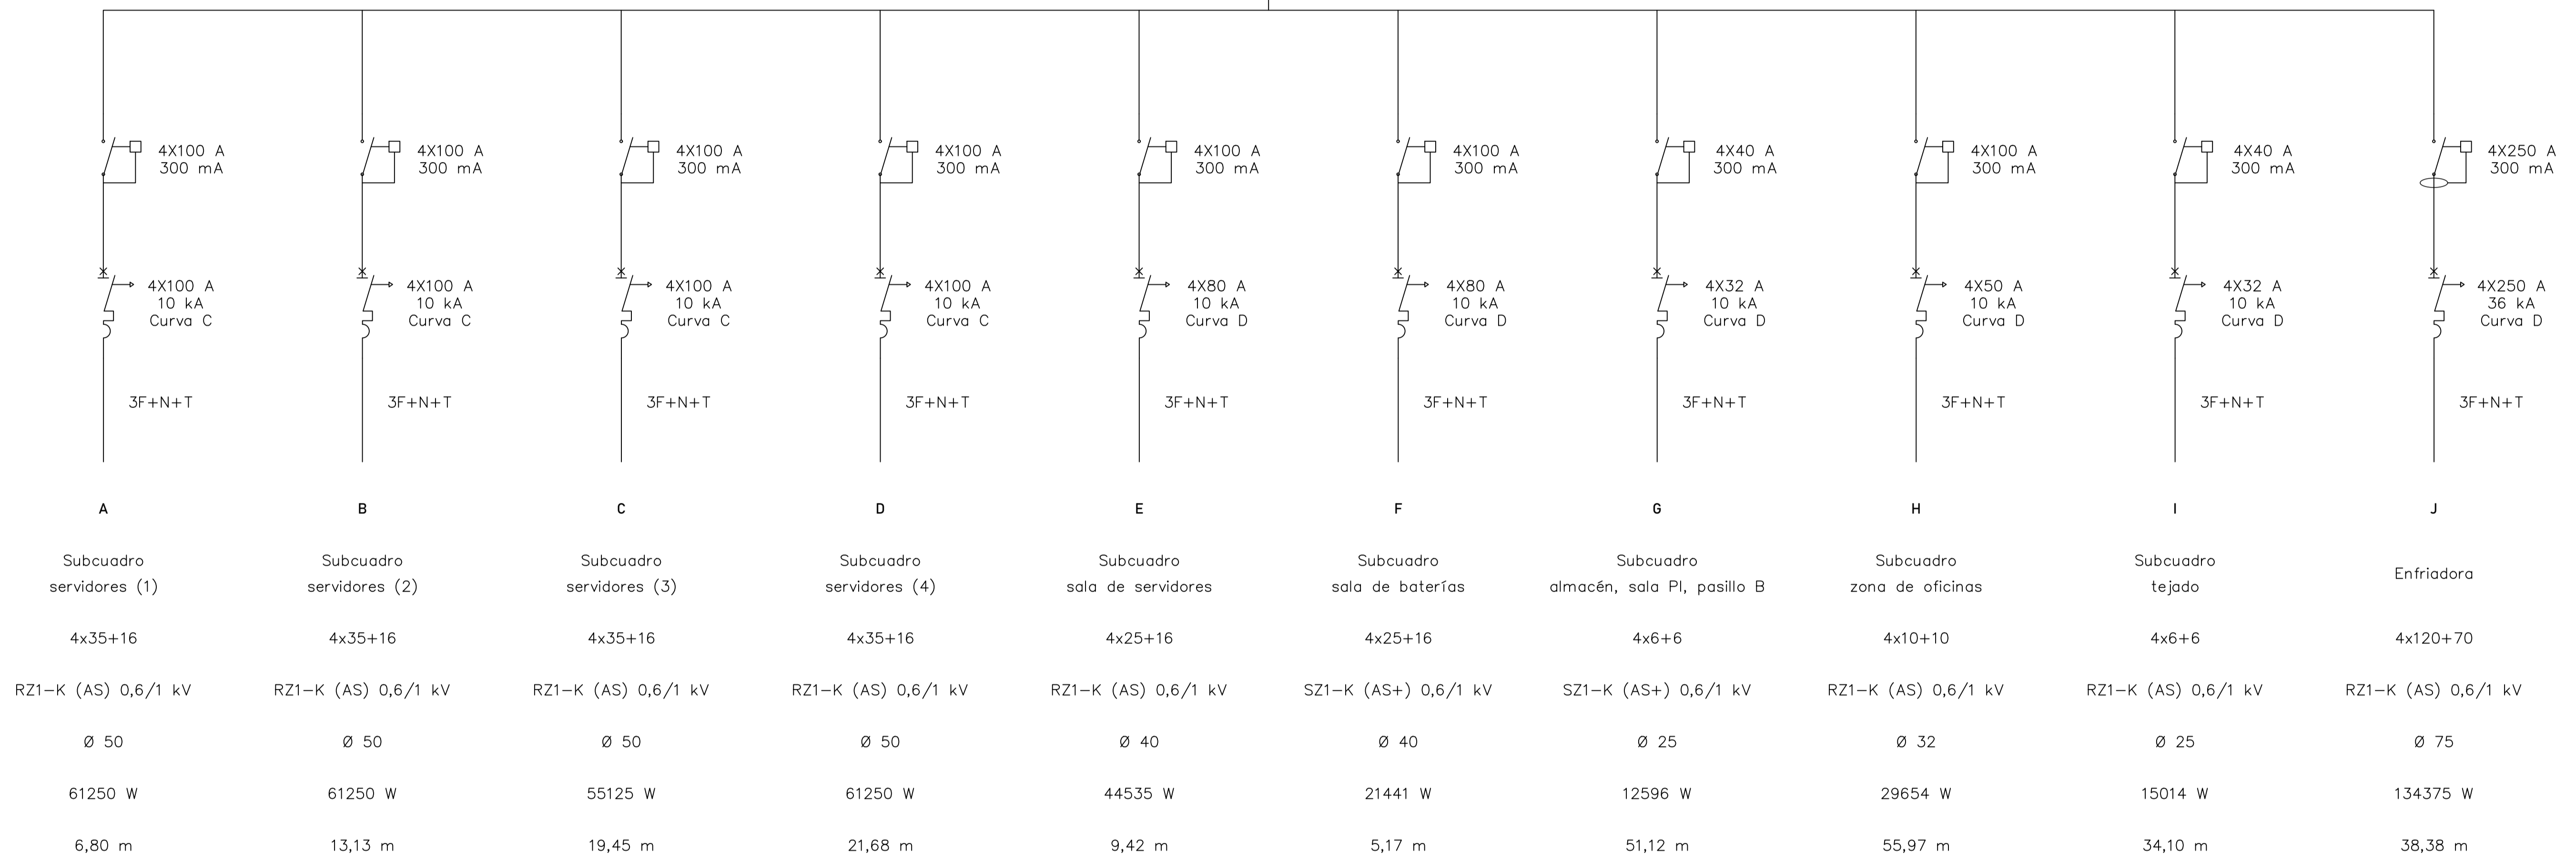 4X100 A
300 mA
4X100 A
300 mA
4X100 A
300 mA
4X100 A
300 mA
4X100 A
300 mA
4X100 A
300 mA
4X40 A
300 mA
4X100 A
300 mA
4X40 A
300 mA
4X250 A
300 mA
4X100 A
10 kA
Curva C
4X100 A
10 kA
Curva C
4X100 A
10 kA
Curva C
4X100 A
10 kA
Curva C
4X80 A
10 kA
Curva D
4X80 A
10 kA
Curva D
4X32 A
10 kA
Curva D
4X50 A
10 kA
Curva D
4X32 A
10 kA
Curva D
4X250 A
36 kA
Curva D
3F+N+T
3F+N+T
3F+N+T
3F+N+T
3F+N+T
3F+N+T
3F+N+T
3F+N+T
3F+N+T
3F+N+T
A
B
C
D
E
F
G
H
I
J
Subcuadro
servidores (1)
Subcuadro
servidores (2)
Subcuadro
servidores (3)
Subcuadro
servidores (4)
Subcuadro
sala de servidores
Subcuadro
sala de baterías
Subcuadro
almacén, sala PI, pasillo B
Subcuadro
zona de oficinas
Subcuadro
tejado
Enfriadora
4x35+16
4x35+16
4x35+16
4x35+16
4x25+16
4x25+16
4x6+6
4x10+10
4x6+6
4x120+70
RZ1-K (AS) 0,6/1 kV
RZ1-K (AS) 0,6/1 kV
RZ1-K (AS) 0,6/1 kV
RZ1-K (AS) 0,6/1 kV
RZ1-K (AS) 0,6/1 kV
SZ1-K (AS+) 0,6/1 kV
SZ1-K (AS+) 0,6/1 kV
RZ1-K (AS) 0,6/1 kV
RZ1-K (AS) 0,6/1 kV
RZ1-K (AS) 0,6/1 kV
Ø 50
Ø 50
Ø 50
Ø 50
Ø 40
Ø 40
Ø 25
Ø 32
Ø 25
Ø 75
61250 W
61250 W
55125 W
61250 W
44535 W
21441 W
12596 W
29654 W
15014 W
134375 W
6,80 m
13,13 m
19,45 m
21,68 m
9,42 m
5,17 m
51,12 m
55,97 m
34,10 m
38,38 m